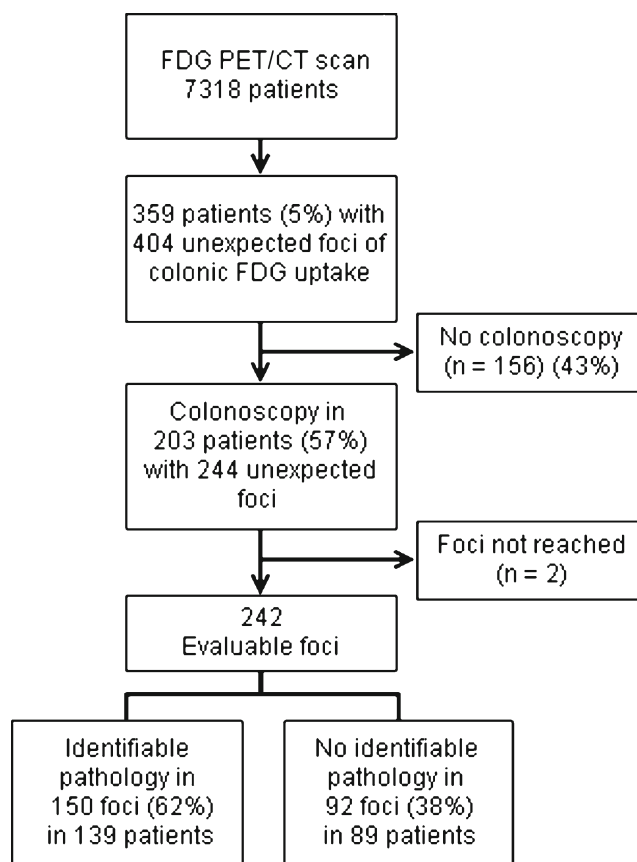 FDG PET/CT scan
7318 patients
359 patients (5%) with
404 unexpected foci of
colonic FDG uptake
No colonoscopy
(n = 156) (43%)
Colonoscopy in
203 patients (57%)
with 244 unexpected
foci
Foci not reached
(n = 2)
242
Evaluable foci
Identifiable
pathology in
150 foci (62%)
in 139 patients
No identifiable
pathology in
92 foci (38%)
in 89 patients